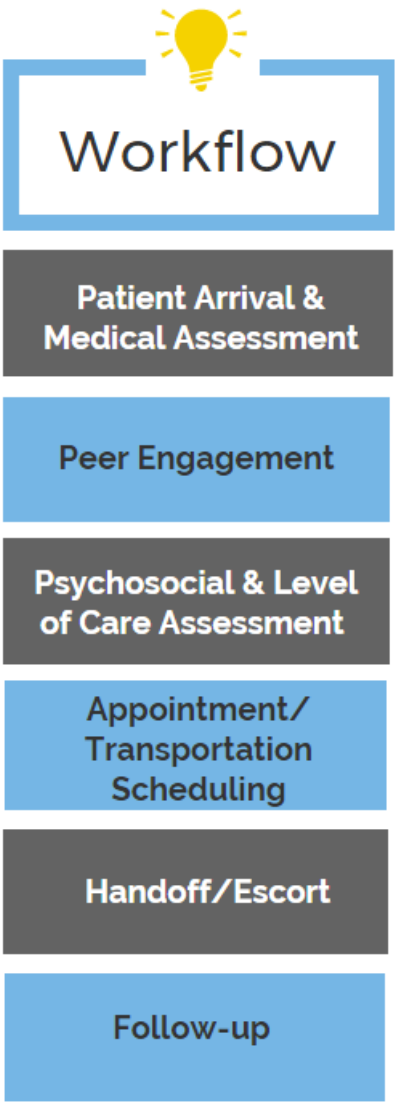 Workflow
Patient Arrival &
Medical Assessment
Peer Engagement
Psychosocial & Level
of Care Assessment
Appointment/
Transportation
Scheduling
Handoff/Escort
Follow-up